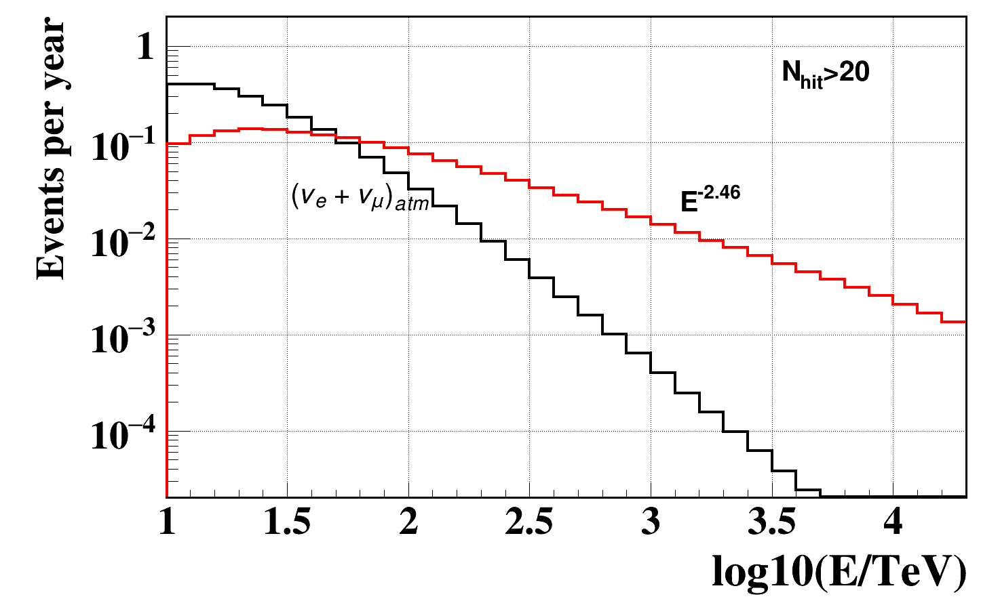 Events per year
1
10⁻¹
10⁻²
10⁻³
10⁻⁴
N_hit>20
(ν_e + ν_μ)_atm
E^-2.46
1 1.5 2 2.5 3 3.5 4
log10(E/TeV)